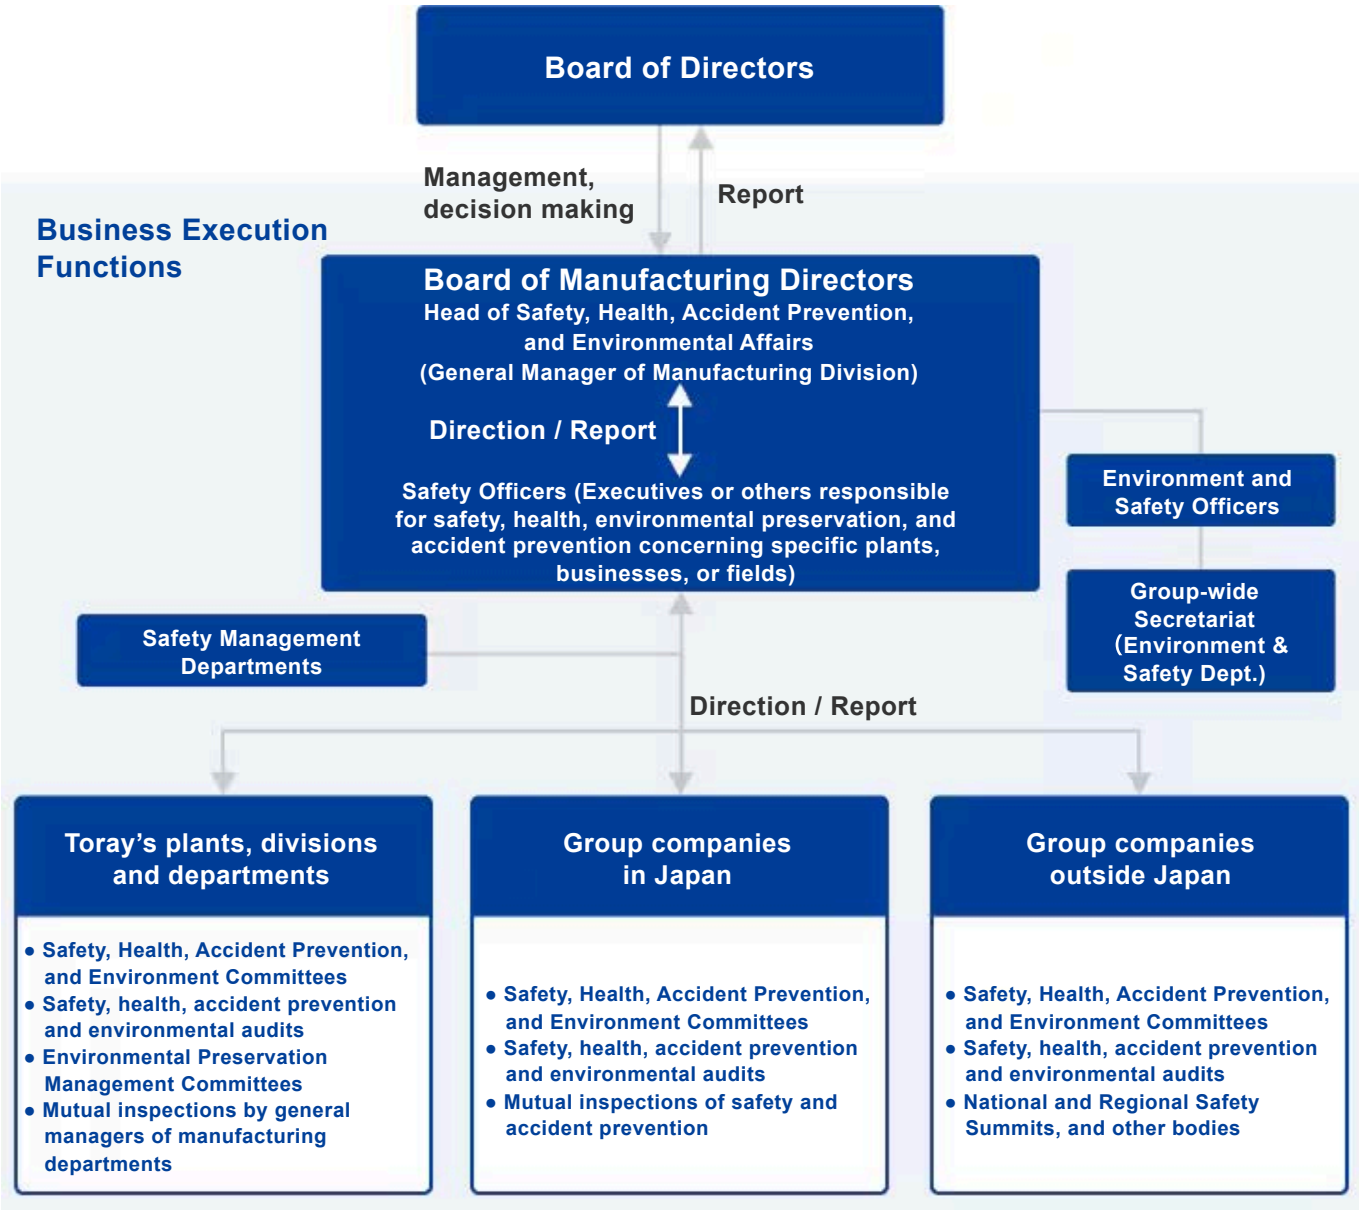 Board of Directors
Management,
decision making
Report
Business Execution
Functions
Board of Manufacturing Directors
Head of Safety, Health, Accident Prevention,
and Environmental Affairs
(General Manager of Manufacturing Division)
Direction / Report
Safety Officers (Executives or others responsible
for safety, health, environmental preservation, and
accident prevention concerning specific plants,
businesses, or fields)
Environment and
Safety Officers
Group-wide
Secretariat
(Environment &
Safety Dept.)
Safety Management
Departments
Direction / Report
Toray’s plants, divisions
and departments
● Safety, Health, Accident Prevention,
and Environment Committees
● Safety, health, accident prevention
and environmental audits
● Environmental Preservation
Management Committees
● Mutual inspections by general
managers of manufacturing
departments
Group companies
in Japan
● Safety, Health, Accident Prevention,
and Environment Committees
● Safety, health, accident prevention
and environmental audits
● Mutual inspections of safety and
accident prevention
Group companies
outside Japan
● Safety, Health, Accident Prevention,
and Environment Committees
● Safety, health, accident prevention
and environmental audits
● National and Regional Safety
Summits, and other bodies